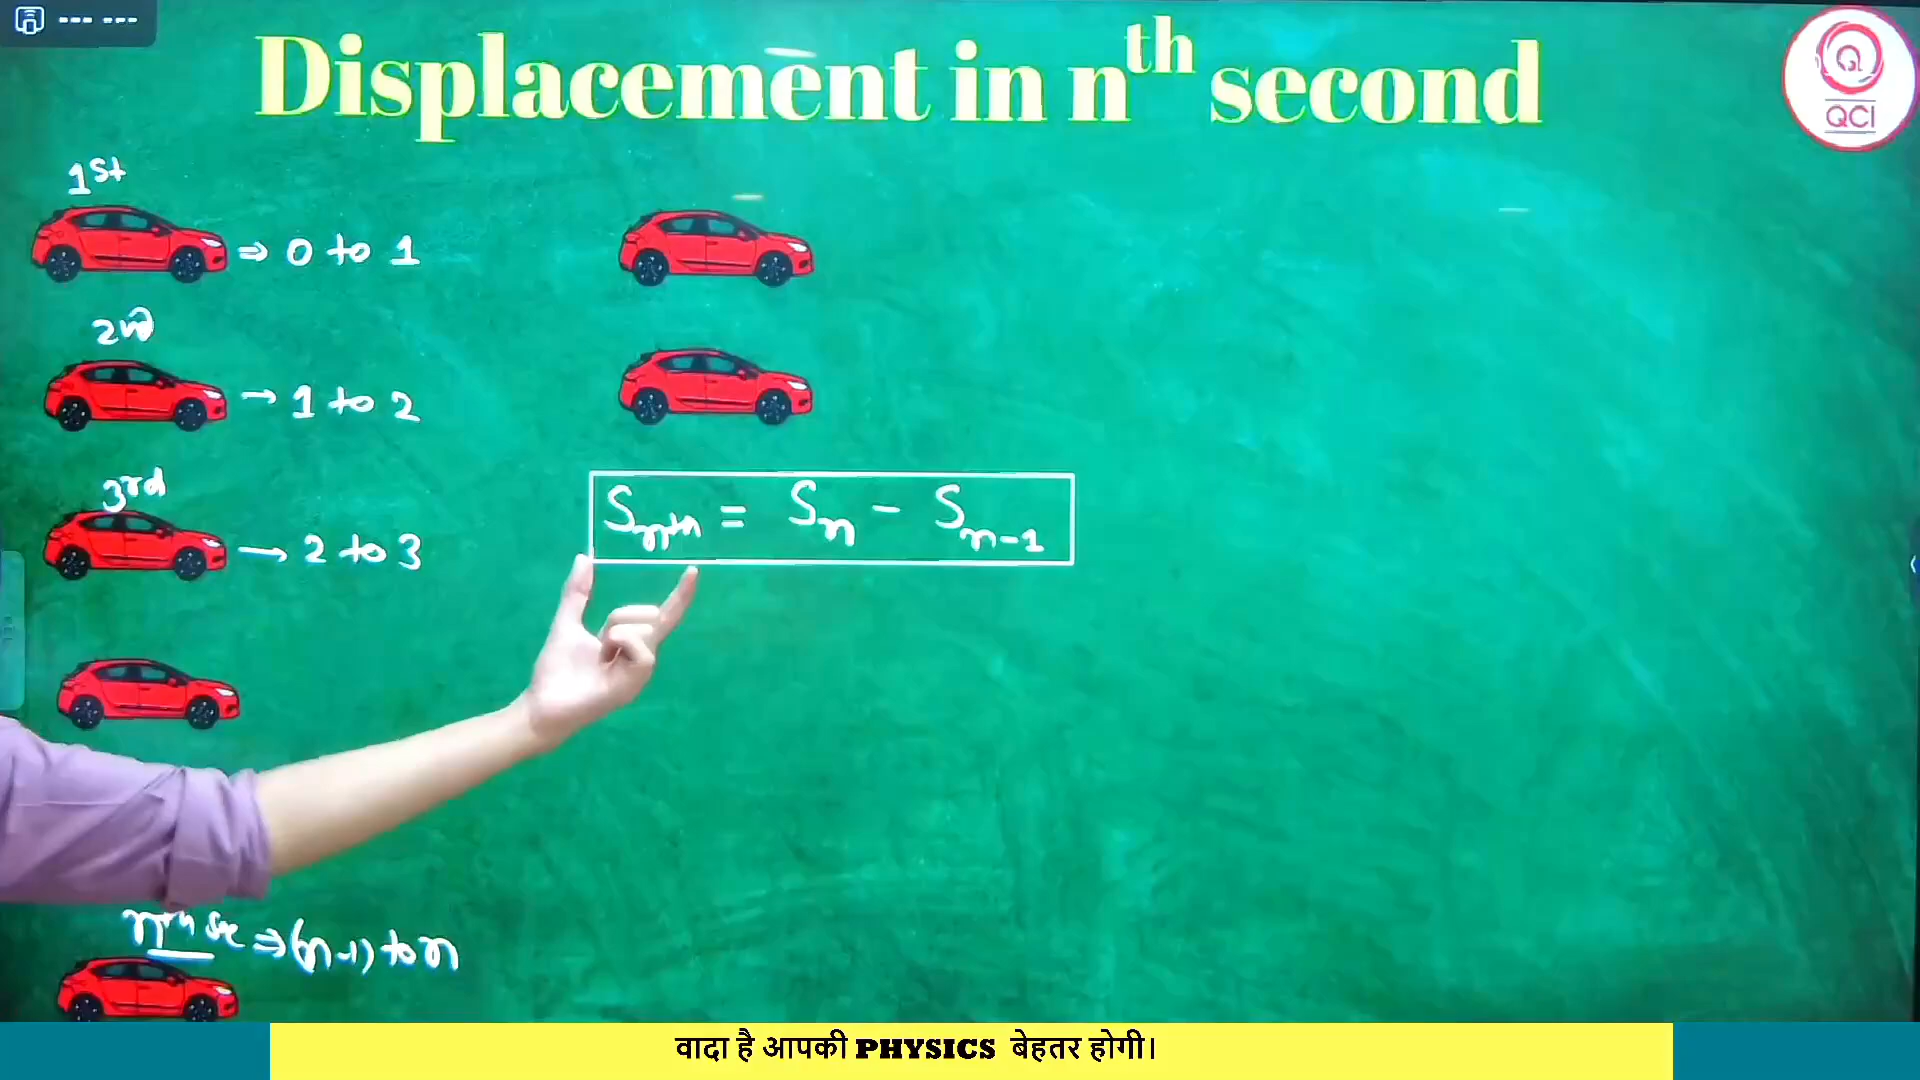 Displacement in nth second
QCI
1st
⇒ 0 to 1
2nd
→ 1 to 2
3rd
→ 2 to 3
Snth = Sn - Sn-1
nth sec ⇒ (n-1) to n
वादा है आपकी PHYSICS बेहतर होगी।